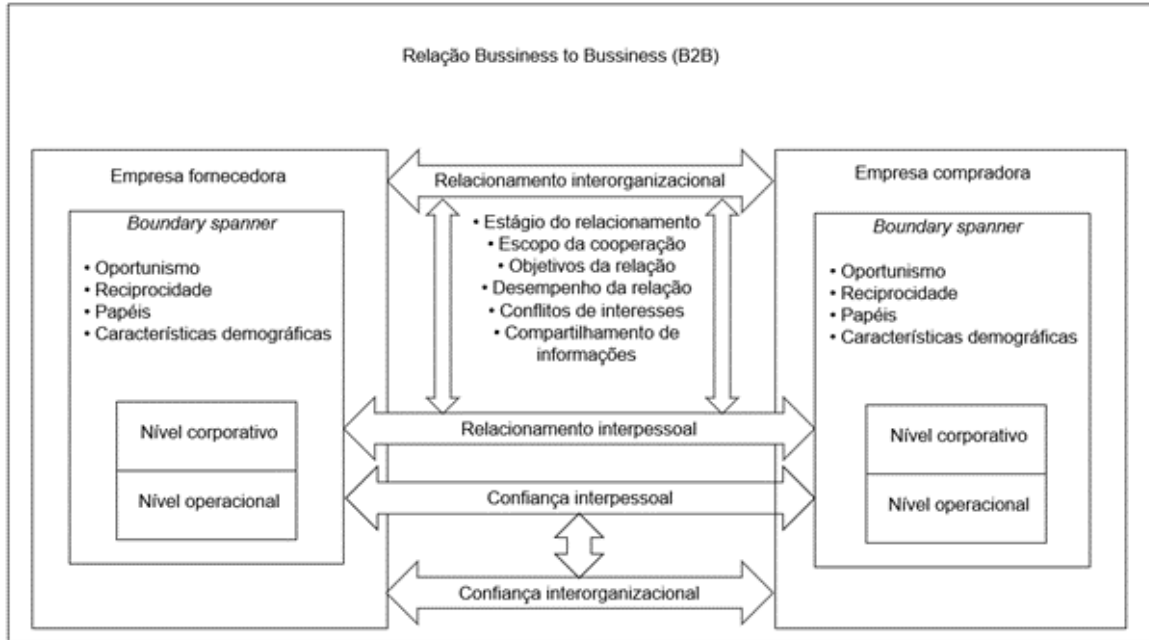 Relação Bussiness to Bussiness (B2B)
Empresa fornecedora
Boundary spanner
• Oportunismo
• Reciprocidade
• Papéis
• Características demográficas
Nível corporativo
Nível operacional
Relacionamento interorganizacional
• Estágio do relacionamento
• Escopo da cooperação
• Objetivos da relação
• Desempenho da relação
• Conflitos de interesses
• Compartilhamento de
informações
Relacionamento interpessoal
Confiança interpessoal
Confiança interorganizacional
Empresa compradora
Boundary spanner
• Oportunismo
• Reciprocidade
• Papéis
• Características demográficas
Nível corporativo
Nível operacional